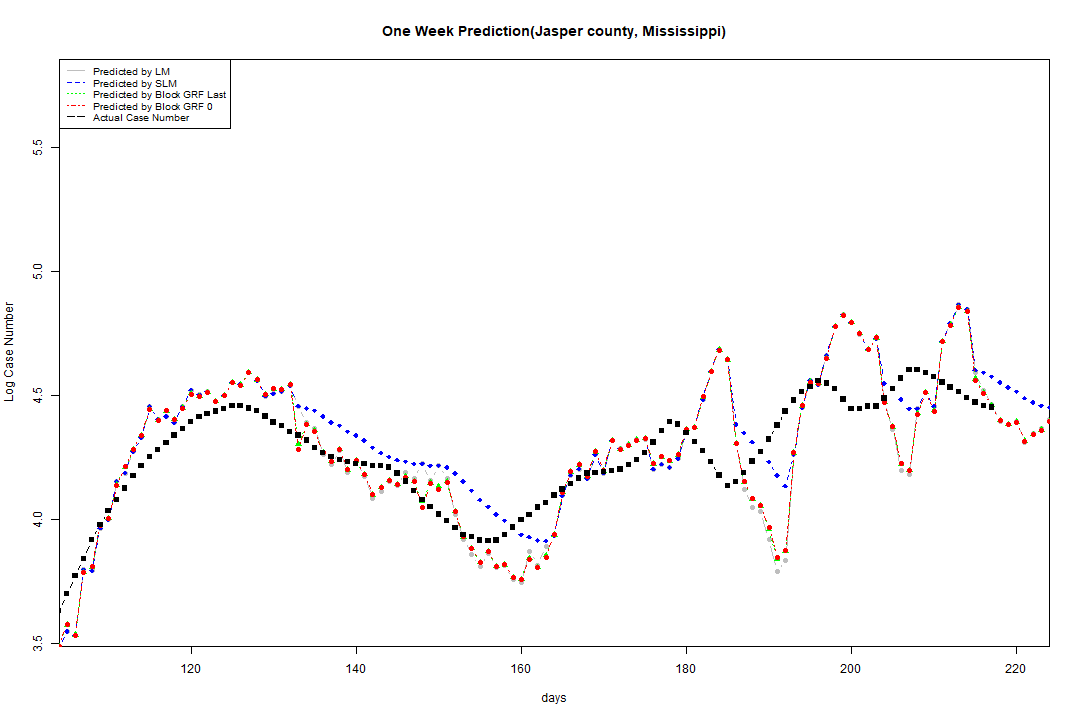 One Week Prediction(Jasper county, Mississippi)
Predicted by LM
Predicted by SLM
Predicted by Block GRF Last
Predicted by Block GRF 0
Actual Case Number
Log Case Number
5.5
5.0
4.5
4.0
3.5
120 140 160 180 200 220
days